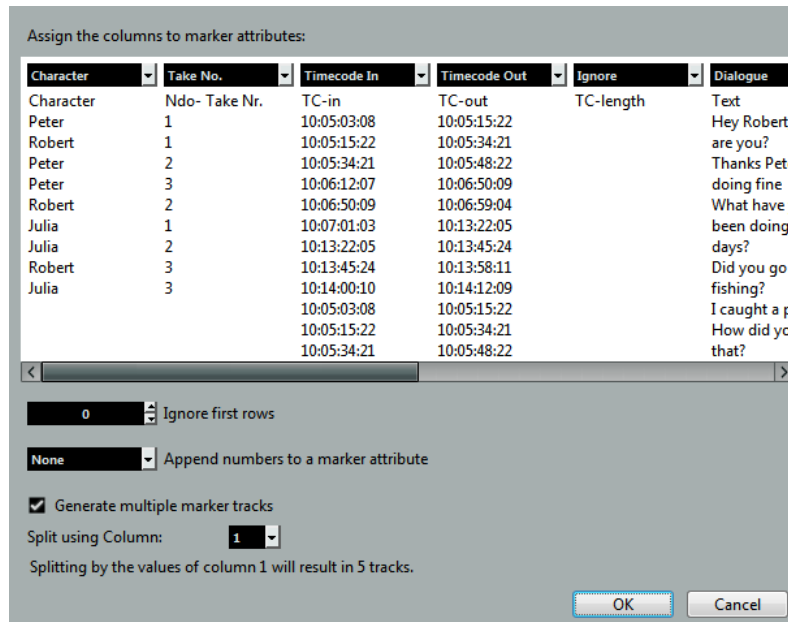 Assign the columns to marker attributes:
Character Take No. Timecode In Timecode Out Ignore Dialogue
Character Ndo- Take Nr. TC-in TC-out TC-length Text
Peter 1 10:05:03:08 10:05:15:22 Hey Robert
Robert 1 10:05:15:22 10:05:34:21 are you?
Peter 2 10:05:34:21 10:05:48:22 Thanks Pet
Peter 3 10:06:12:07 10:06:50:09 doing fine
Robert 2 10:06:50:09 10:06:59:04 What have
Julia 1 10:07:01:03 10:13:22:05 been doing
Julia 2 10:13:22:05 10:13:45:24 days?
Robert 3 10:13:45:24 10:13:58:11 Did you go
Julia 3 10:14:00:10 10:14:12:09 fishing?
10:05:03:08 10:05:15:22 I caught a p
10:05:15:22 10:05:34:21 How did yo
10:05:34:21 10:05:48:22 that?
0 Ignore first rows
None Append numbers to a marker attribute
Generate multiple marker tracks
Split using Column: 1
Splitting by the values of column 1 will result in 5 tracks.
OK Cancel